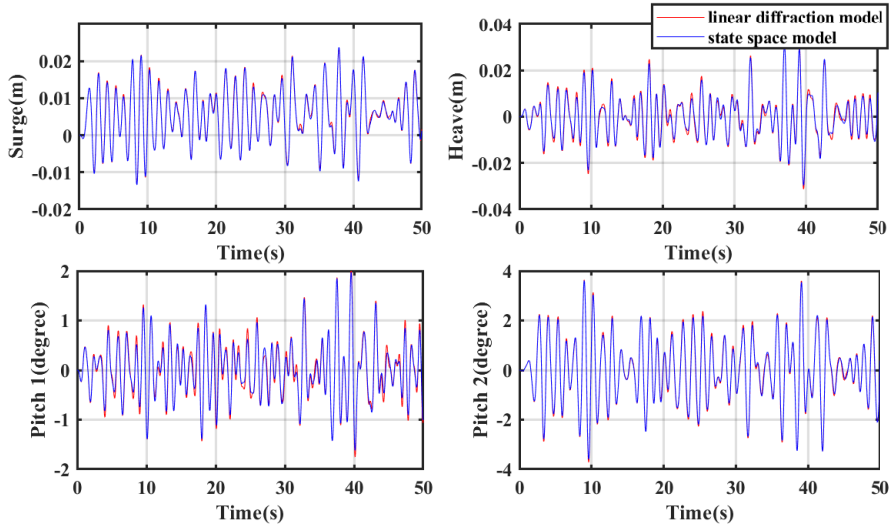 linear diffraction model
state space model
0.02
0.01
0
-0.01
-0.02
Surge(m)
0 10 20 30 40 50
Time(s)
0.04
0.02
0
-0.02
-0.04
Heave(m)
0 10 20 30 40 50
Time(s)
2
1
0
-1
-2
Pitch 1(degree)
0 10 20 30 40 50
Time(s)
4
2
0
-2
-4
Pitch 2(degree)
0 10 20 30 40 50
Time(s)